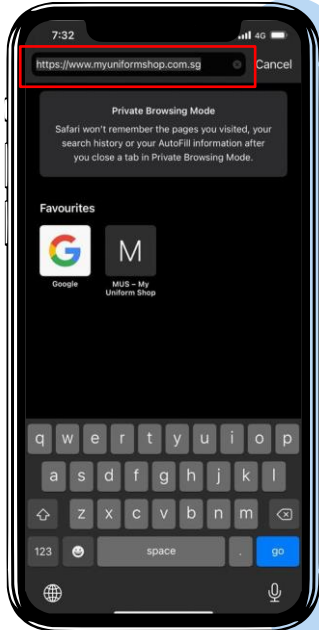 7:32
4G
https://www.myuniformshop.com.sg
Cancel
Private Browsing Mode
Safari won't remember the pages you visited, your
search history or your AutoFill information after
you close a tab in Private Browsing Mode.
Favourites
G
M
Google
MUS – My
Uniform Shop
q w e r t y u i o p
a s d f g h j k l
z x c v b n m
123
space
.
go